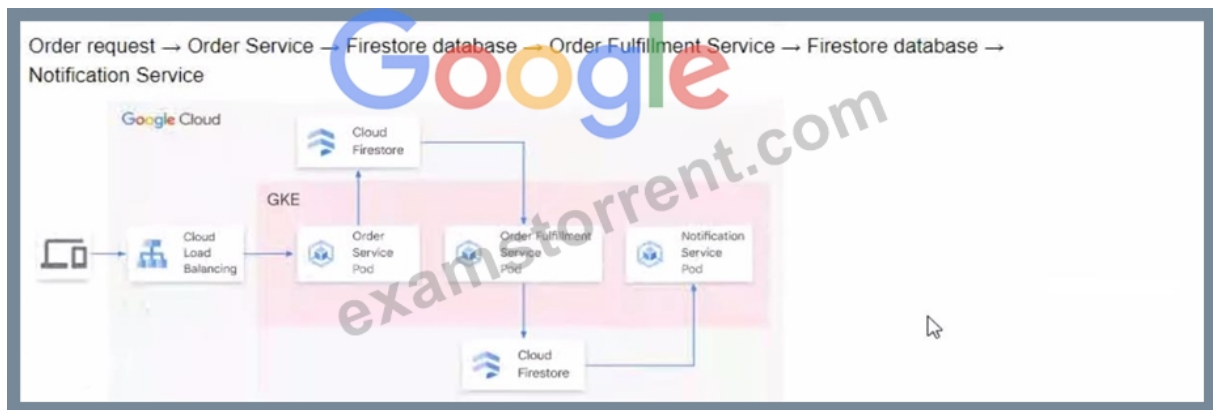 Order request → Order Service → Firestore database → Order Fulfillment Service → Firestore database →
Notification Service
Google
Google Cloud
Cloud
Firestore
GKE
Cloud
Load
Balancing
Order
Service
Pod
Order Fulfillment
Service
Pod
Notification
Service
Pod
Cloud
Firestore
examstorrent.com